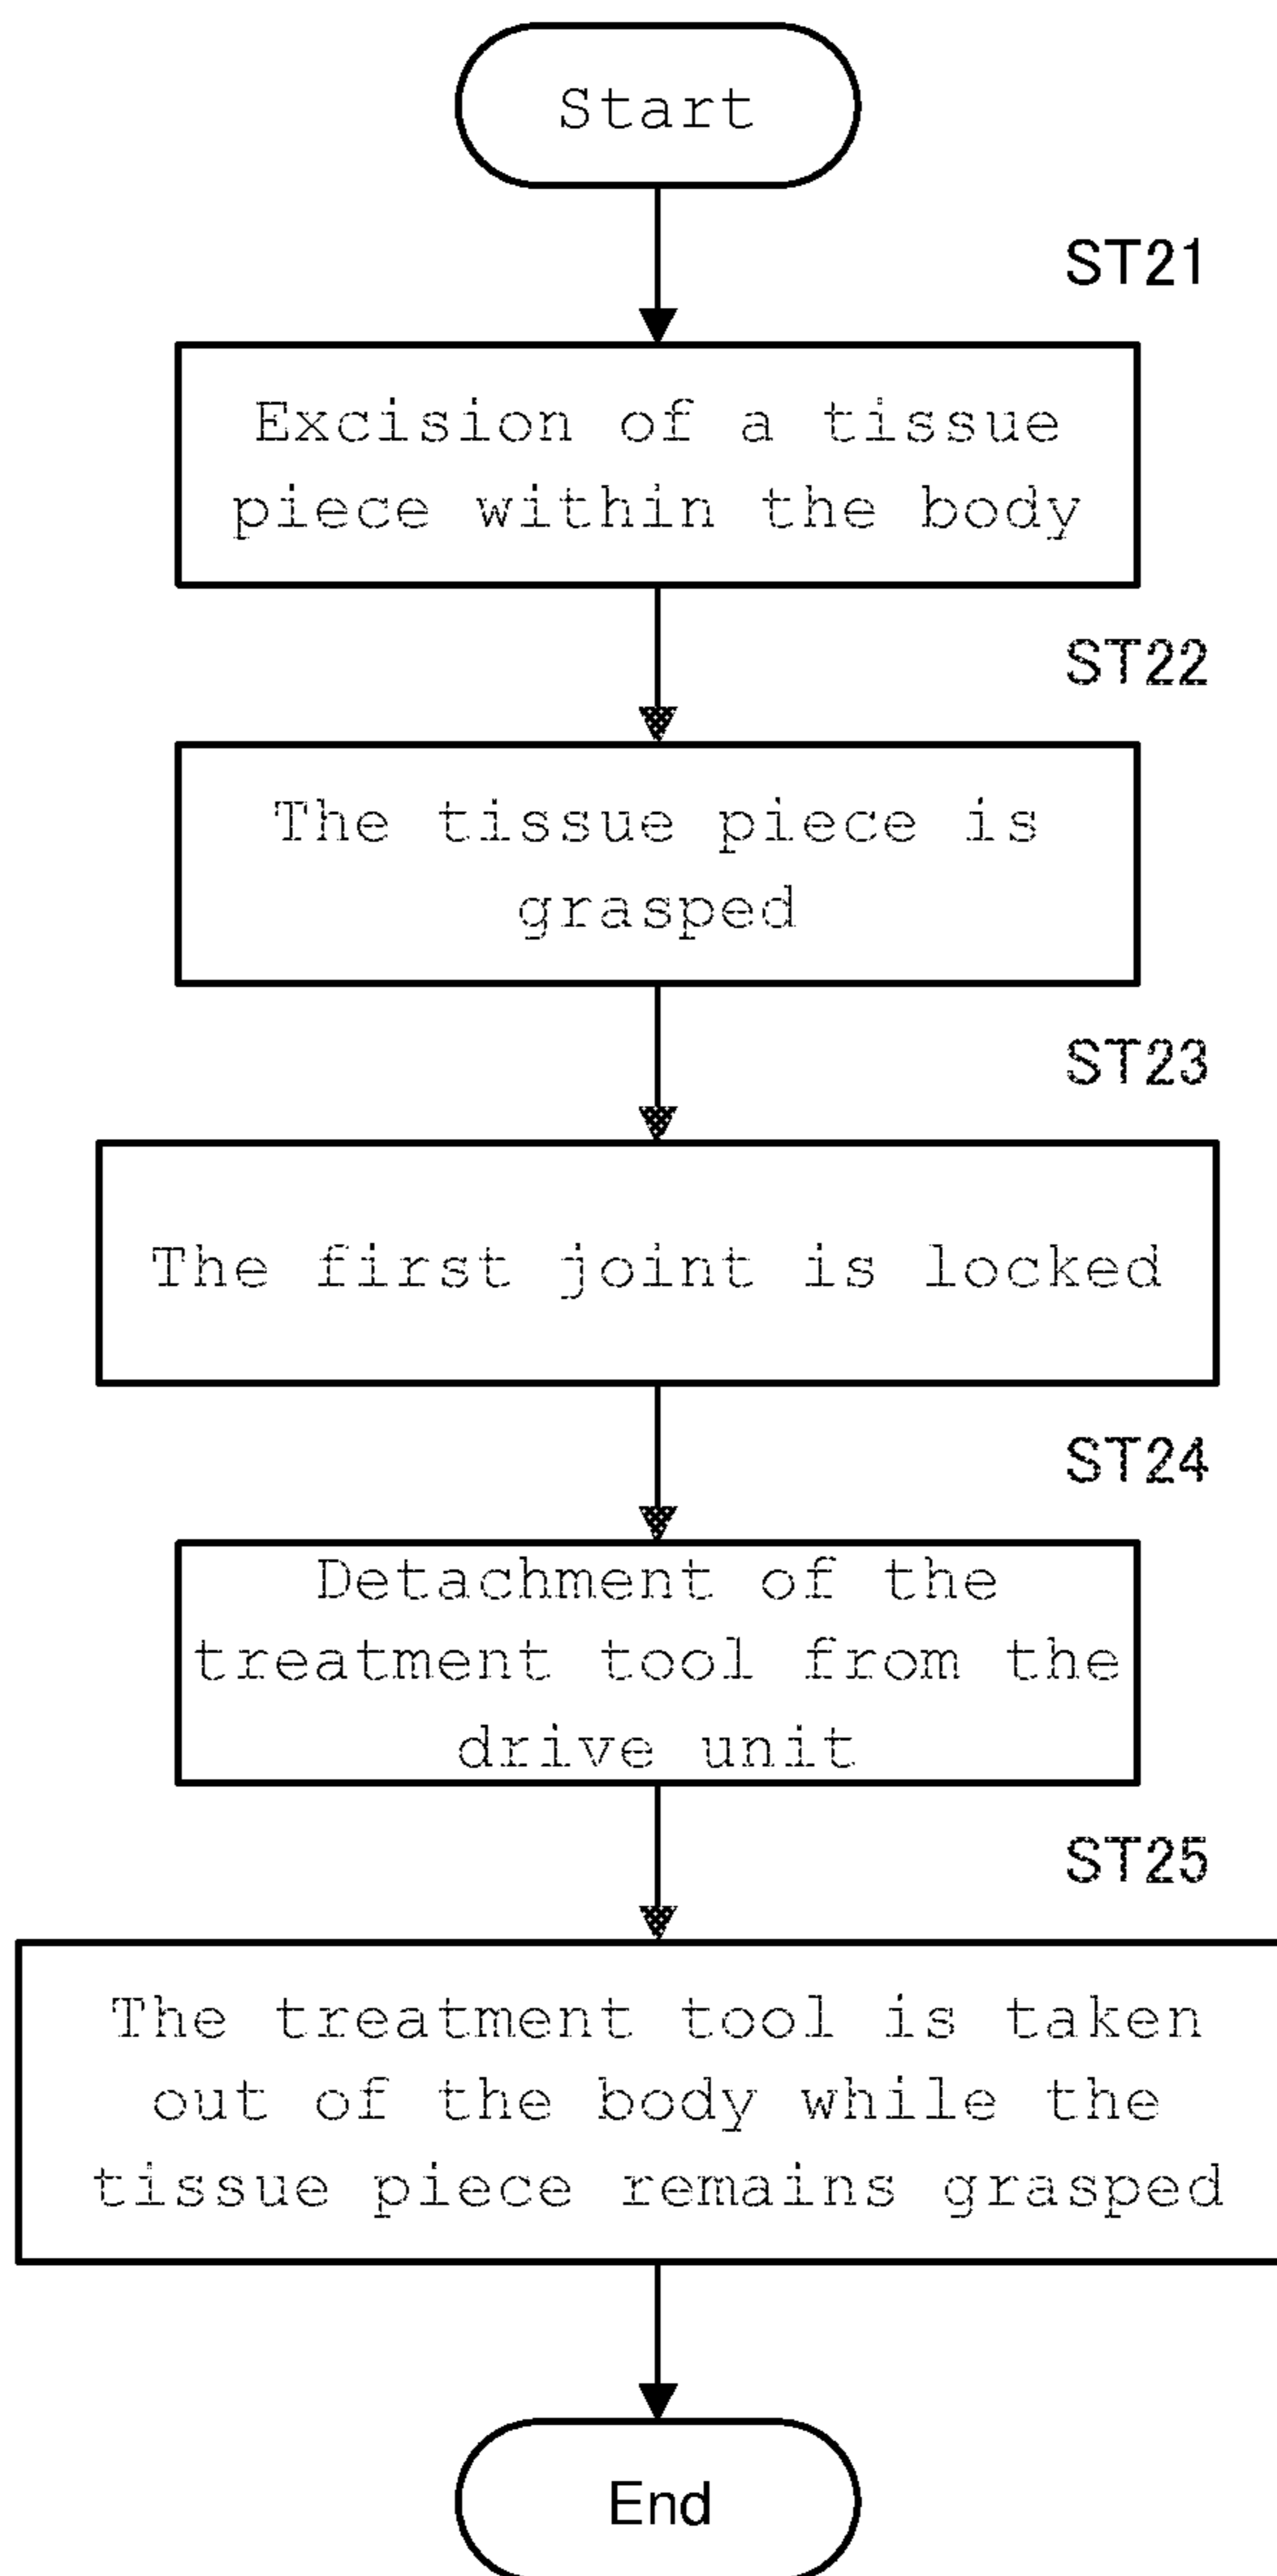 Start
ST21
Excision of a tissue
piece within the body
ST22
The tissue piece is
grasped
ST23
The first joint is locked
ST24
Detachment of the
treatment tool from the
drive unit
ST25
The treatment tool is taken
out of the body while the
tissue piece remains grasped
End